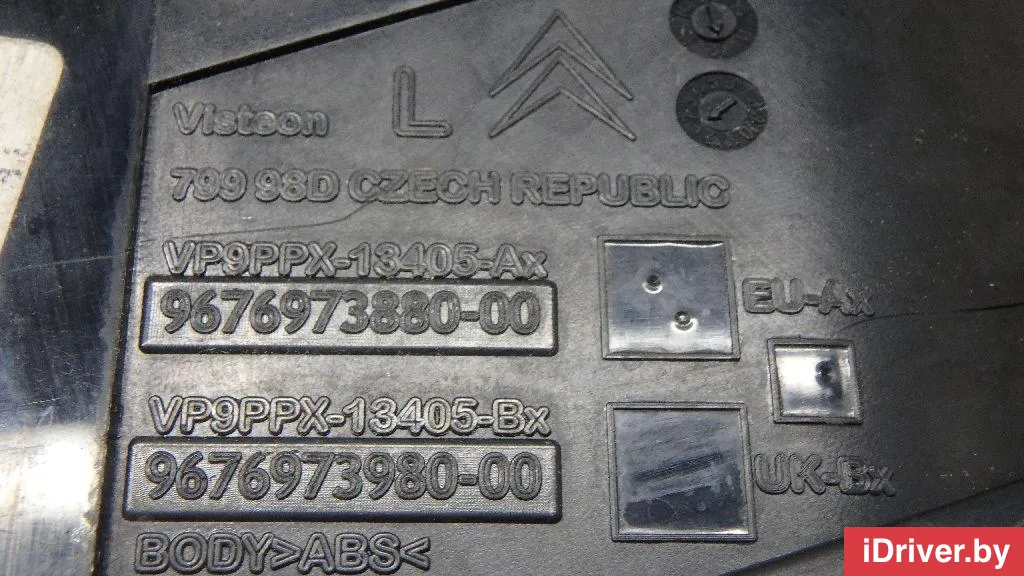 Visteon L
799 98D CZECH REPUBLIC
VP9PPX-13405-Ax
9676973880-00
EU-Ax
VP9PPX-13405-Bx
9676973980-00
UK-Bx
BODY>ABS<
iDriver.by